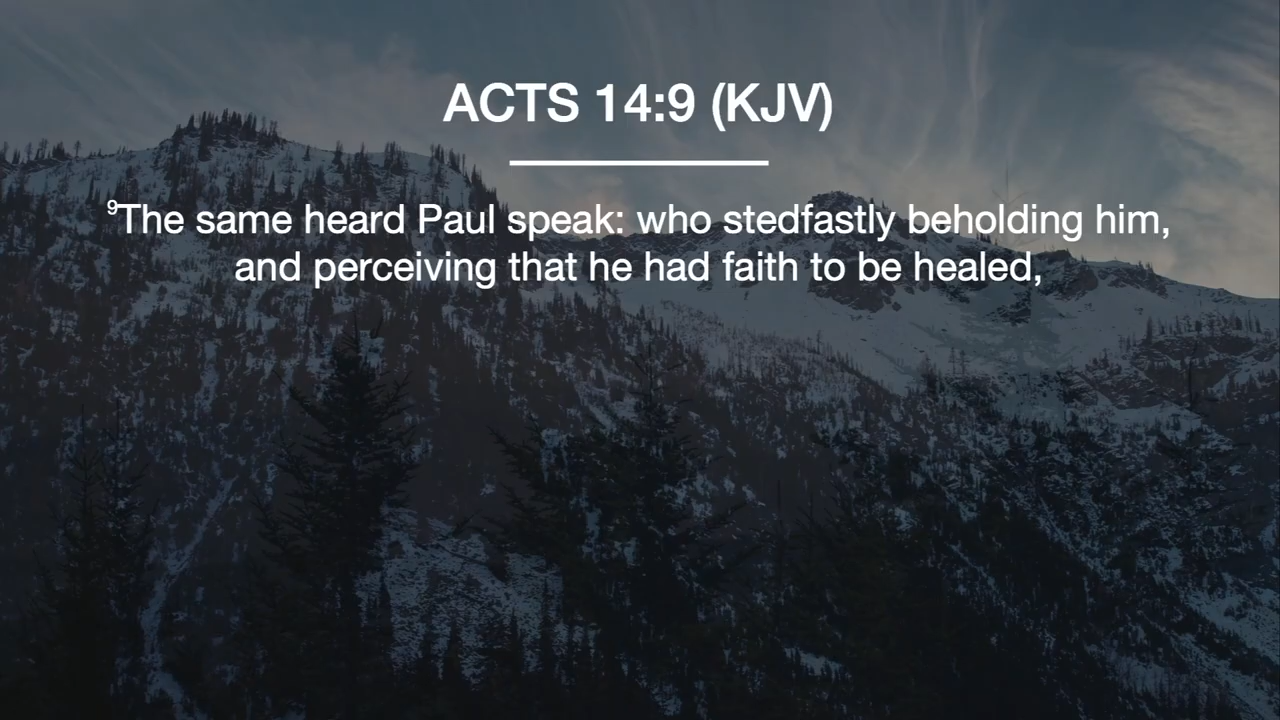 ACTS 14:9 (KJV)
⁹The same heard Paul speak: who stedfastly beholding him,
and perceiving that he had faith to be healed,